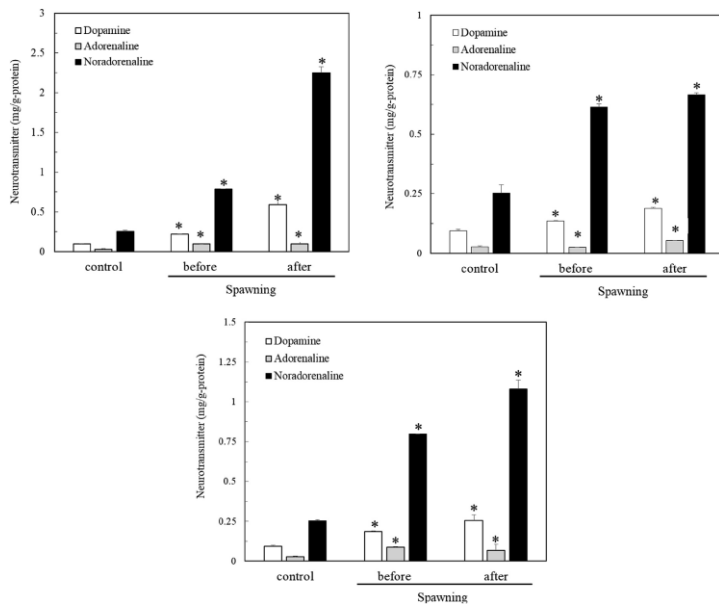 3
2.5
2
1.5
1
0.5
0
Neurotransmitter (mg/g-protein)
Dopamine
Adorenaline
Noradorenaline
* * * * * *
control before after
Spawning
1
0.75
0.5
0.25
0
Neurotransmitter (mg/g-protein)
Dopamine
Adorenaline
Noradorenaline
* * * * * *
control before after
Spawning
1.5
1.25
1
0.75
0.5
0.25
0
Neurotransmitter (mg/g-protein)
Dopamine
Adorenaline
Noradorenaline
* * * * * *
control before after
Spawning